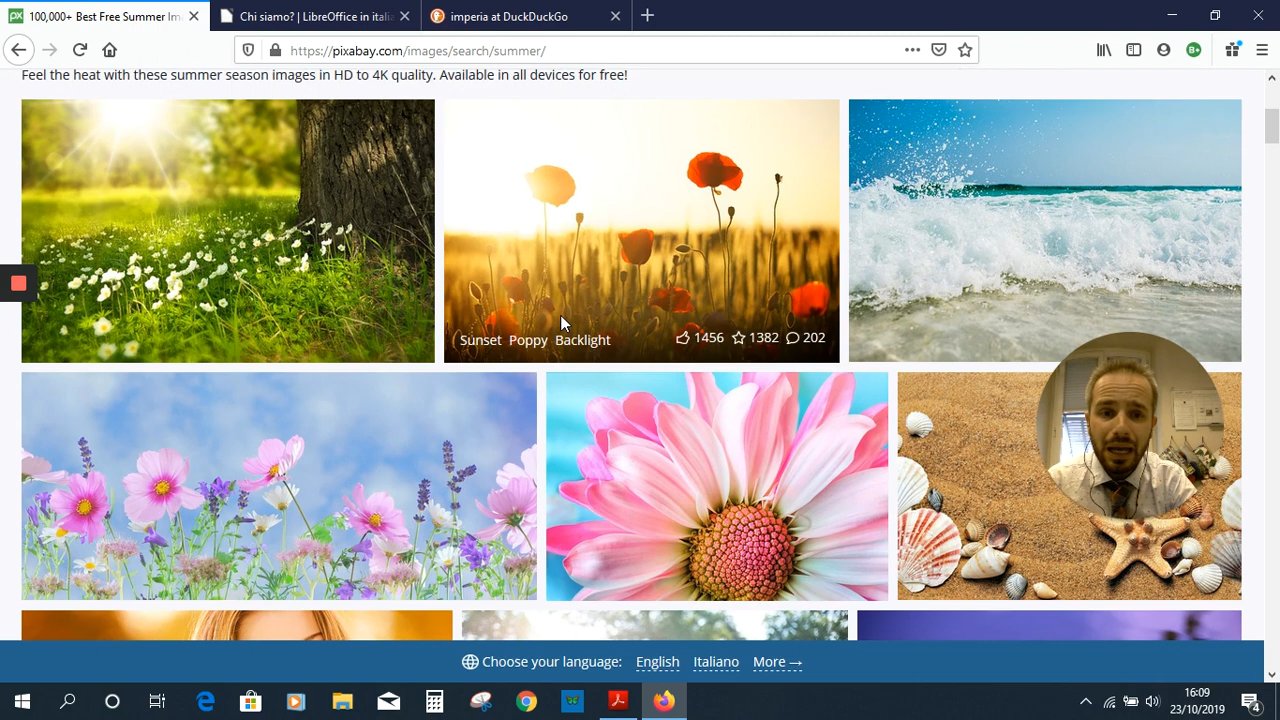 100,000+ Best Free Summer Im
Chi siamo? | LibreOffice in itali
imperia at DuckDuckGo
https://pixabay.com/images/search/summer/
Feel the heat with these summer season images in HD to 4K quality. Available in all devices for free!
Sunset Poppy Backlight 1456 1382 202
Choose your language: English Italiano More →
16:09
23/10/2019
4